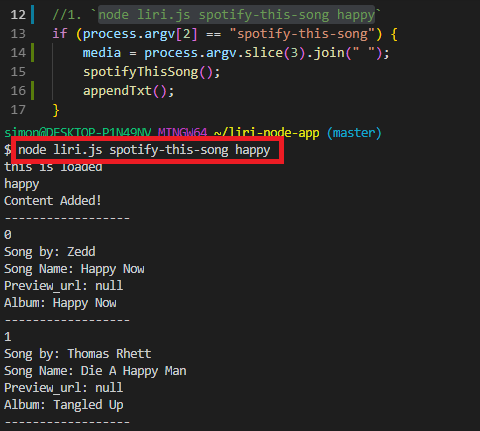 12 //1. `node liri.js spotify-this-song happy`
13 if (process.argv[2] == "spotify-this-song") {
14 media = process.argv.slice(3).join(" ");
15 spotifyThisSong();
16 appendTxt();
17 }
simon@DESKTOP-P1N49NV MINGW64 ~/liri-node-app (master)
$ node liri.js spotify-this-song happy
this is loaded
happy
Content Added!
------------------
0
Song by: Zedd
Song Name: Happy Now
Preview_url: null
Album: Happy Now
------------------
1
Song by: Thomas Rhett
Song Name: Die A Happy Man
Preview_url: null
Album: Tangled Up
------------------